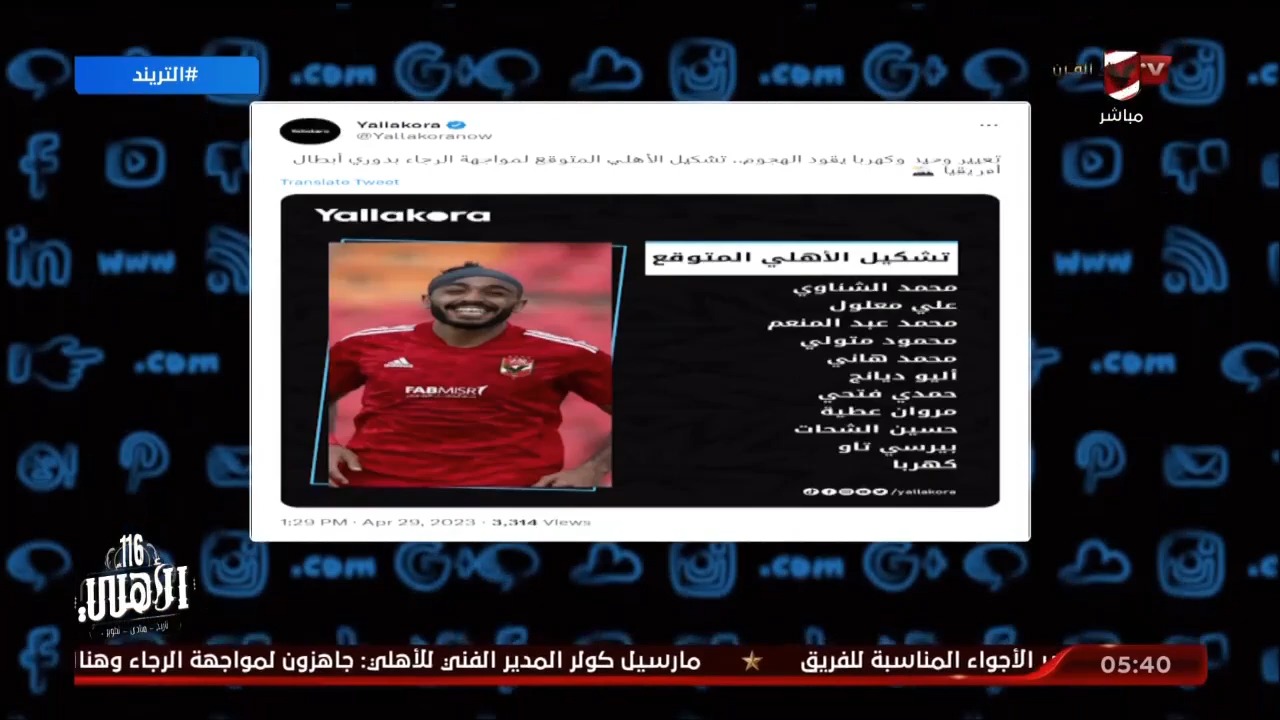 #التريند
TV
مباشر
Yallakora
@Yallakoranow
تغيير وحيد وكهربا يقود الهجوم.. تشكيل الأهلي المتوقع لمواجهة الرجاء بدوري أبطال
أفريقيا
Translate Tweet
Yallakora
تشكيل الأهلي المتوقع
محمد الشناوي
علي معلول
محمد عبد المنعم
محمود متولي
محمد هاني
أليو ديانج
حمدي فتحي
مروان عطية
حسين الشحات
بيرسي تاو
كهربا
/yallakora
FABMISR
1:29 PM · Apr 29, 2023 · 3,314 Views
116
الأهلي
الأجواء المناسبة للفريق ★ مارسيل كولر المدير الفني للأهلي: جاهزون لمواجهة الرجاء وهنا
05:40